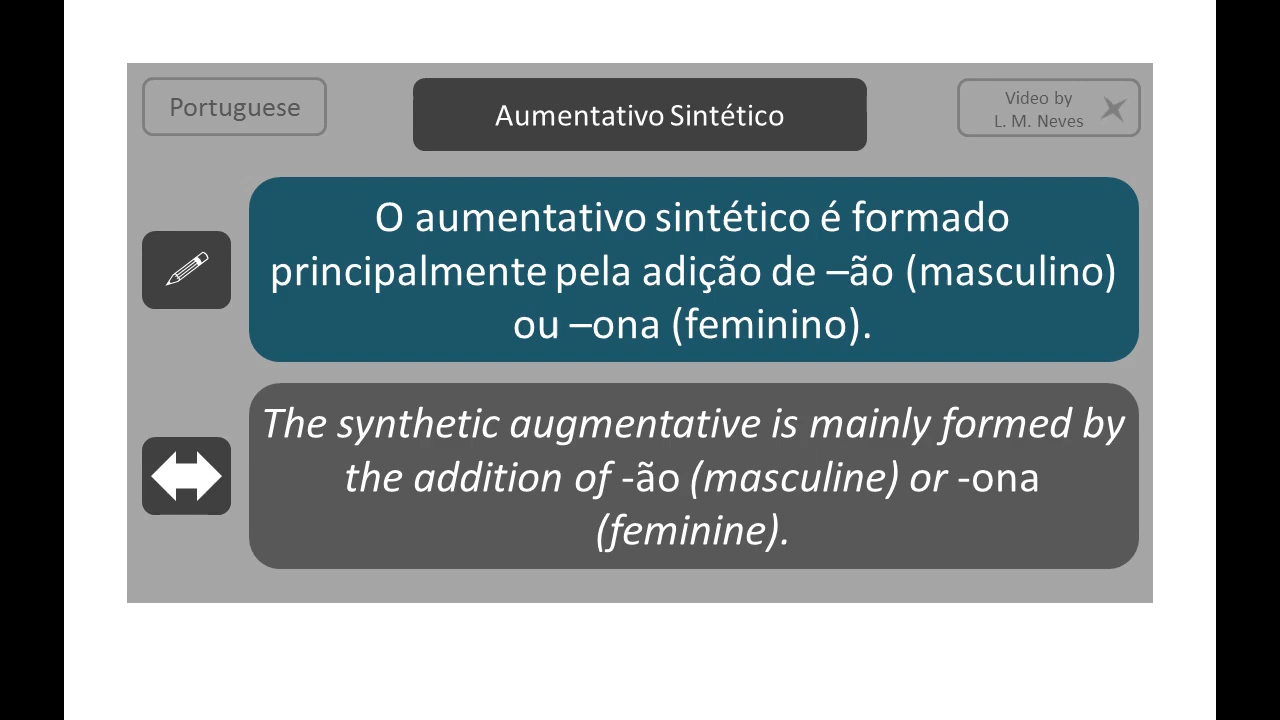 Portuguese
Aumentativo Sintético
Video by
L. M. Neves
O aumentativo sintético é formado
principalmente pela adição de –ão (masculino)
ou –ona (feminino).
The synthetic augmentative is mainly formed by
the addition of -ão (masculine) or -ona
(feminine).